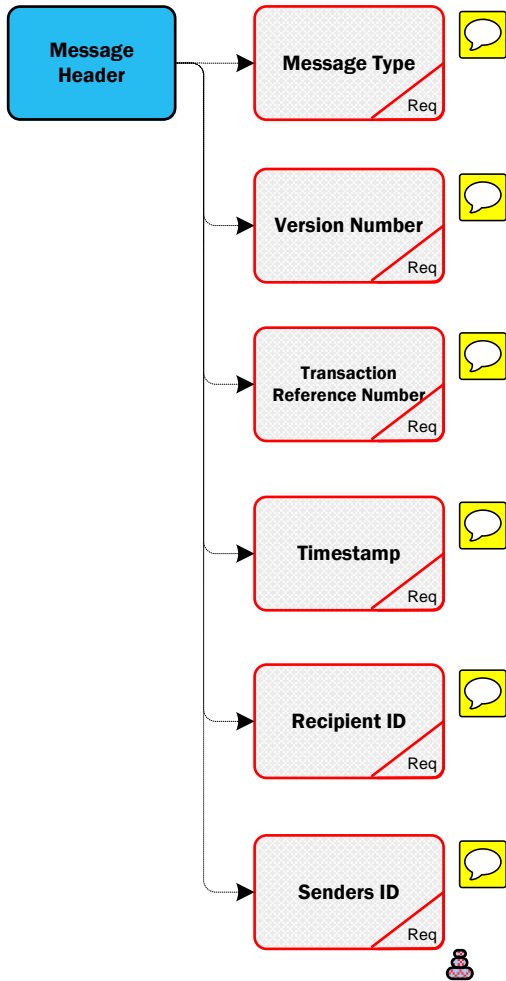 Message
Header
Message Type
Req
Version Number
Req
Transaction
Reference Number
Req
Timestamp
Req
Recipient ID
Req
Senders ID
Req